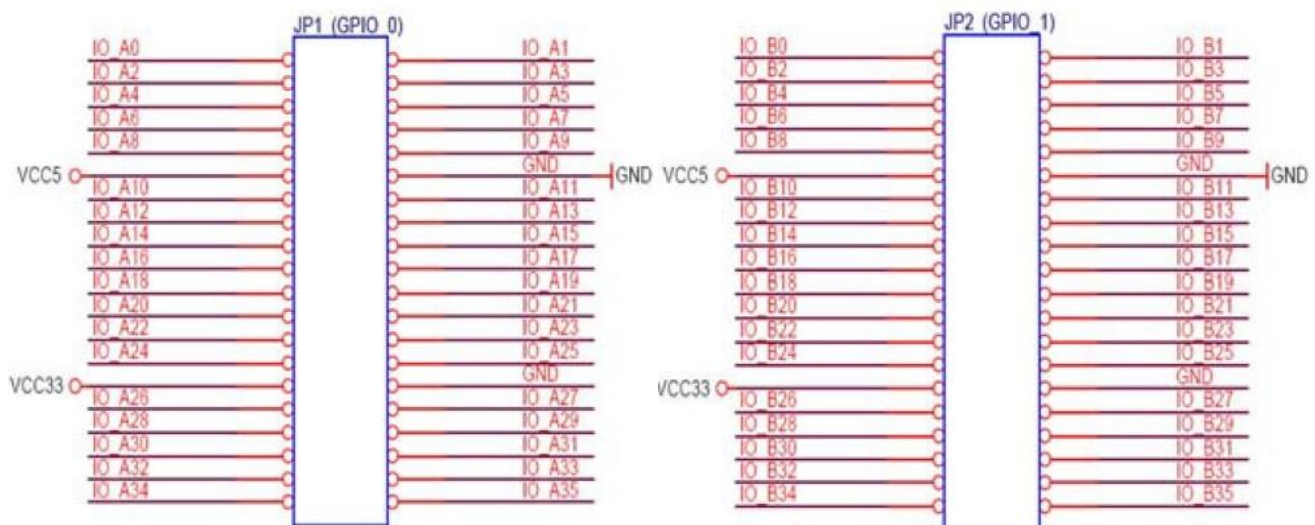 JP1 (GPIO_0) JP2 (GPIO_1)
IO_A0 IO_A1 IO_B0 IO_B1
IO_A2 IO_A3 IO_B2 IO_B3
IO_A4 IO_A5 IO_B4 IO_B5
IO_A6 IO_A7 IO_B6 IO_B7
IO_A8 IO_A9 IO_B8 IO_B9
VCC5 GND GND VCC5 GND GND
IO_A10 IO_A11 IO_B10 IO_B11
IO_A12 IO_A13 IO_B12 IO_B13
IO_A14 IO_A15 IO_B14 IO_B15
IO_A16 IO_A17 IO_B16 IO_B17
IO_A18 IO_A19 IO_B18 IO_B19
IO_A20 IO_A21 IO_B20 IO_B21
IO_A22 IO_A23 IO_B22 IO_B23
IO_A24 IO_A25 IO_B24 IO_B25
VCC33 GND VCC33 GND
IO_A26 IO_A27 IO_B26 IO_B27
IO_A28 IO_A29 IO_B28 IO_B29
IO_A30 IO_A31 IO_B30 IO_B31
IO_A32 IO_A33 IO_B32 IO_B33
IO_A34 IO_A35 IO_B34 IO_B35